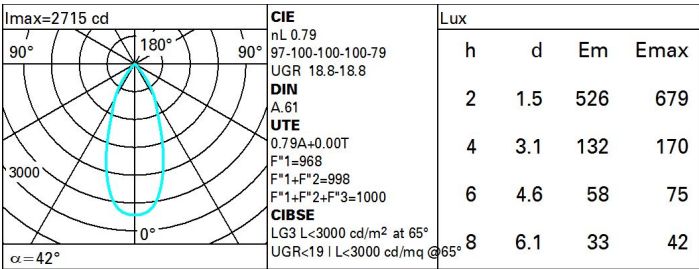 Imax=2715 cd
90° 180° 90°
3000
0°
α=42°
CIE
nL 0.79
97-100-100-100-79
UGR 18.8-18.8
DIN
A.61
UTE
0.79A+0.00T
F"1=968
F"1+F"2=998
F"1+F"2+F"3=1000
CIBSE
LG3 L<3000 cd/m² at 65°
UGR<19 | L<3000 cd/mq @65°
Lux
h d Em Emax
2 1.5 526 679
4 3.1 132 170
6 4.6 58 75
8 6.1 33 42